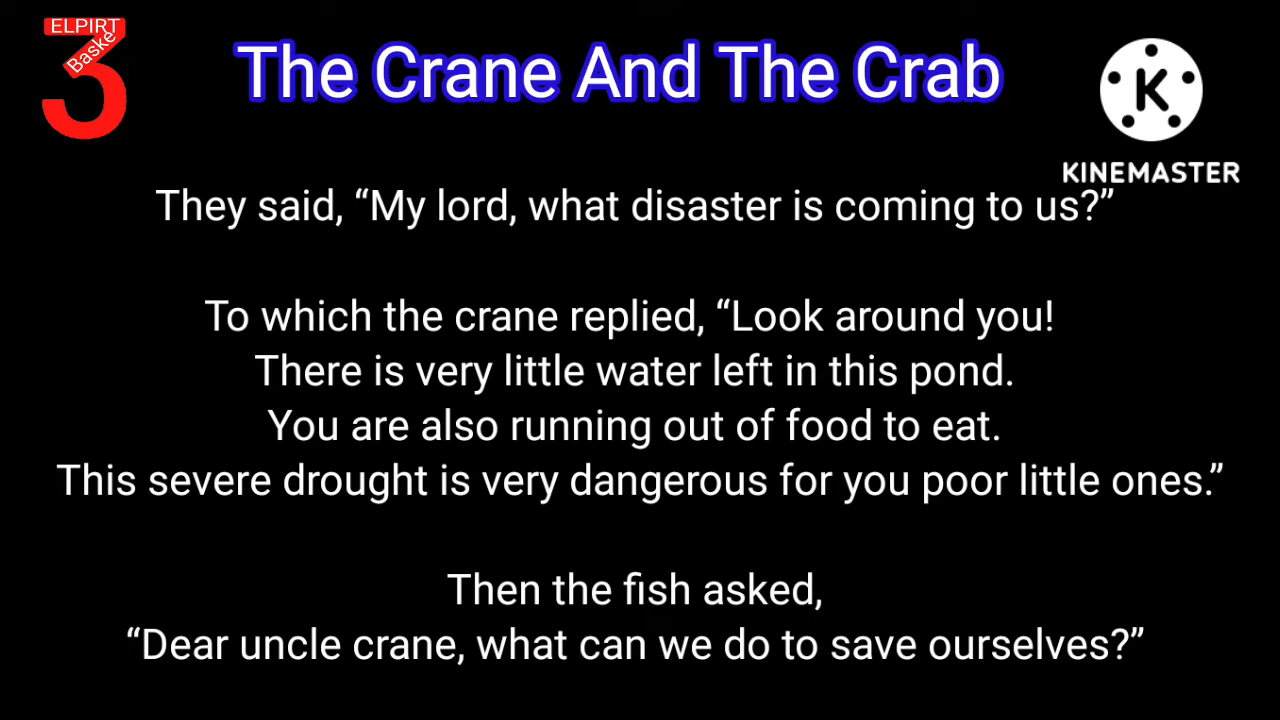 ELPIRT
Baske
3
The Crane And The Crab
K
KINEMASTER
They said, “My lord, what disaster is coming to us?”
To which the crane replied, “Look around you!
There is very little water left in this pond.
You are also running out of food to eat.
This severe drought is very dangerous for you poor little ones.”
Then the fish asked,
“Dear uncle crane, what can we do to save ourselves?”